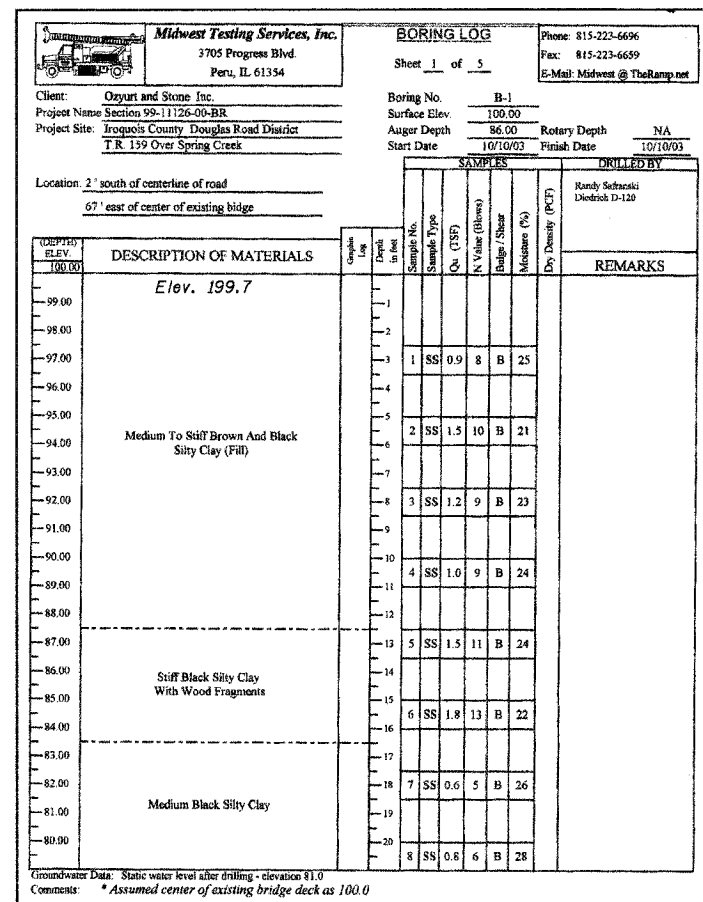 Midwest Testing Services, Inc.
3705 Progress Blvd.
Peru, IL 61354
BORING LOG
Sheet 1 of 5
Phone: 815-223-6696
Fax: 815-223-6659
E-Mail: Midwest @ TheRamp.net
Client: Ozyurt and Stone Inc.
Project Name Section 99-11126-00-BR
Project Site: Iroquois County Douglas Road District
T.R. 159 Over Spring Creek
Boring No. B-1
Surface Elev. 100.00
Auger Depth 86.00 Rotary Depth NA
Start Date 10/10/03 Finish Date 10/10/03
Location: 2 ' south of centerline of road
67 ' east of center of existing bidge
SAMPLES
DRILLED BY
Randy Safranski
Diedrich D-120
(DEPTH)
ELEV.
100.00
DESCRIPTION OF MATERIALS
Graphic Log
Depth in feet
Sample No.
Sample Type
Qu (TSF)
N Value (Blows)
Bulge / Shear
Moisture (%)
Dry Density (PCF)
REMARKS
Elev. 199.7
99.00 1
98.00 2
97.00 3 1 SS 0.9 8 B 25
96.00 4
95.00 5
2 SS 1.5 10 B 21
Medium To Stiff Brown And Black
94.00 6
Silty Clay (Fill)
93.00 7
92.00 8 3 SS 1.2 9 B 23
91.00 9
90.00 10
4 SS 1.0 9 B 24
89.00 11
88.00 12
87.00 13 5 SS 1.5 11 B 24
86.00 14
Stiff Black Silty Clay
With Wood Fragments
85.00 15
6 SS 1.8 13 B 22
84.00 16
83.00 17
82.00 18 7 SS 0.6 5 B 26
Medium Black Silty Clay
81.00 19
80.00 20
8 SS 0.8 6 B 28
Groundwater Data: Static water level after drilling - elevation 81.0
Comments: * Assumed center of existing bridge deck as 100.0